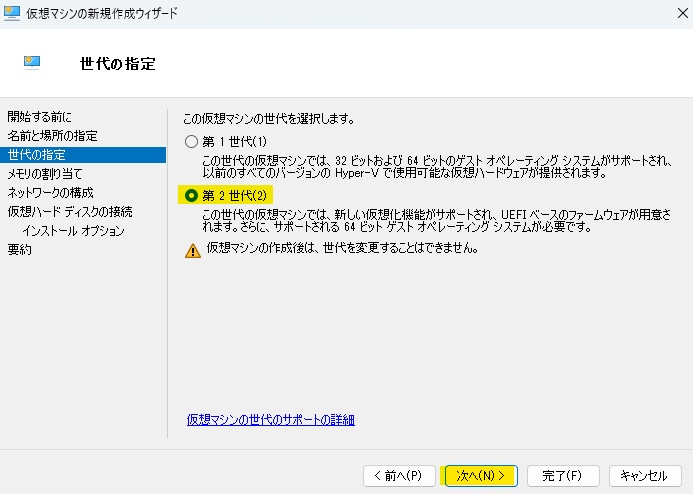 仮想マシンの新規作成ウィザード
世代の指定
開始する前に
名前と場所の指定
世代の指定
メモリの割り当て
ネットワークの構成
仮想ハード ディスクの接続
インストール オプション
要約
この仮想マシンの世代を選択します。
第 1 世代(1)
この世代の仮想マシンでは、32 ビットおよび 64 ビットのゲスト オペレーティング システムがサポートされ、
以前のすべてのバージョンの Hyper-V で使用可能な仮想ハードウェアが提供されます。
第 2 世代(2)
この世代の仮想マシンでは、新しい仮想化機能がサポートされ、UEFI ベースのファームウェアが用意さ
れます。さらに、サポートされる 64 ビット ゲスト オペレーティング システムが必要です。
仮想マシンの作成後は、世代を変更することはできません。
仮想マシンの世代のサポートの詳細
< 前へ(P)
次へ(N) >
完了(F)
キャンセル